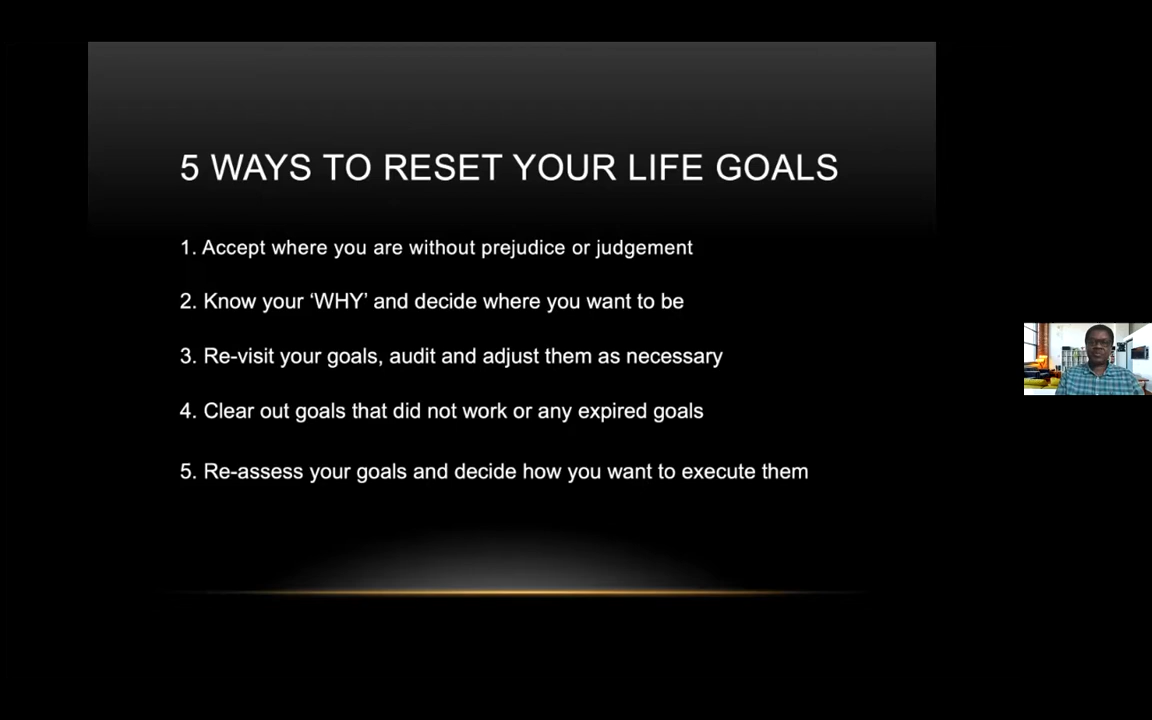 5 WAYS TO RESET YOUR LIFE GOALS
1. Accept where you are without prejudice or judgement
2. Know your ‘WHY’ and decide where you want to be
3. Re-visit your goals, audit and adjust them as necessary
4. Clear out goals that did not work or any expired goals
5. Re-assess your goals and decide how you want to execute them